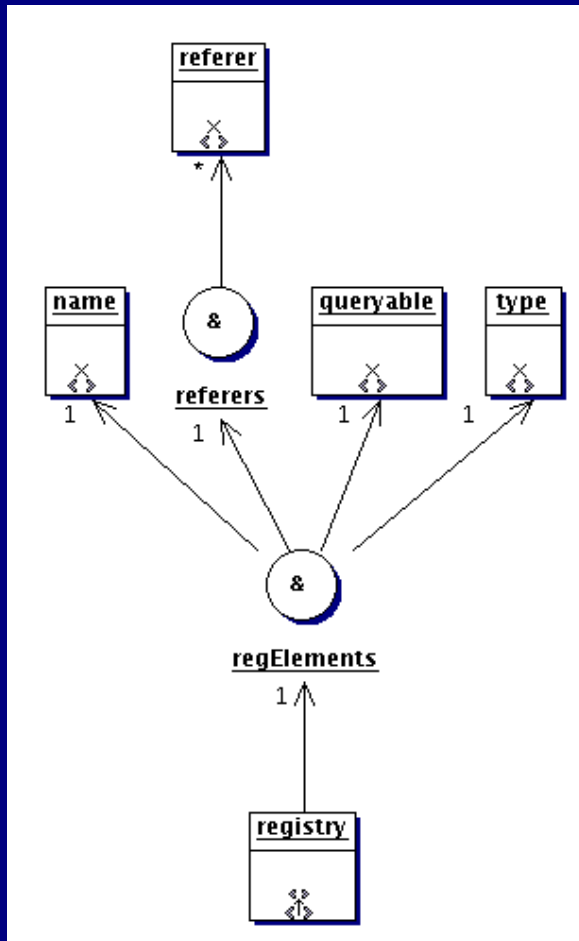 referer
*
name
&
queryable
type
referers
1
1
1
1
&
regElements
1
registry